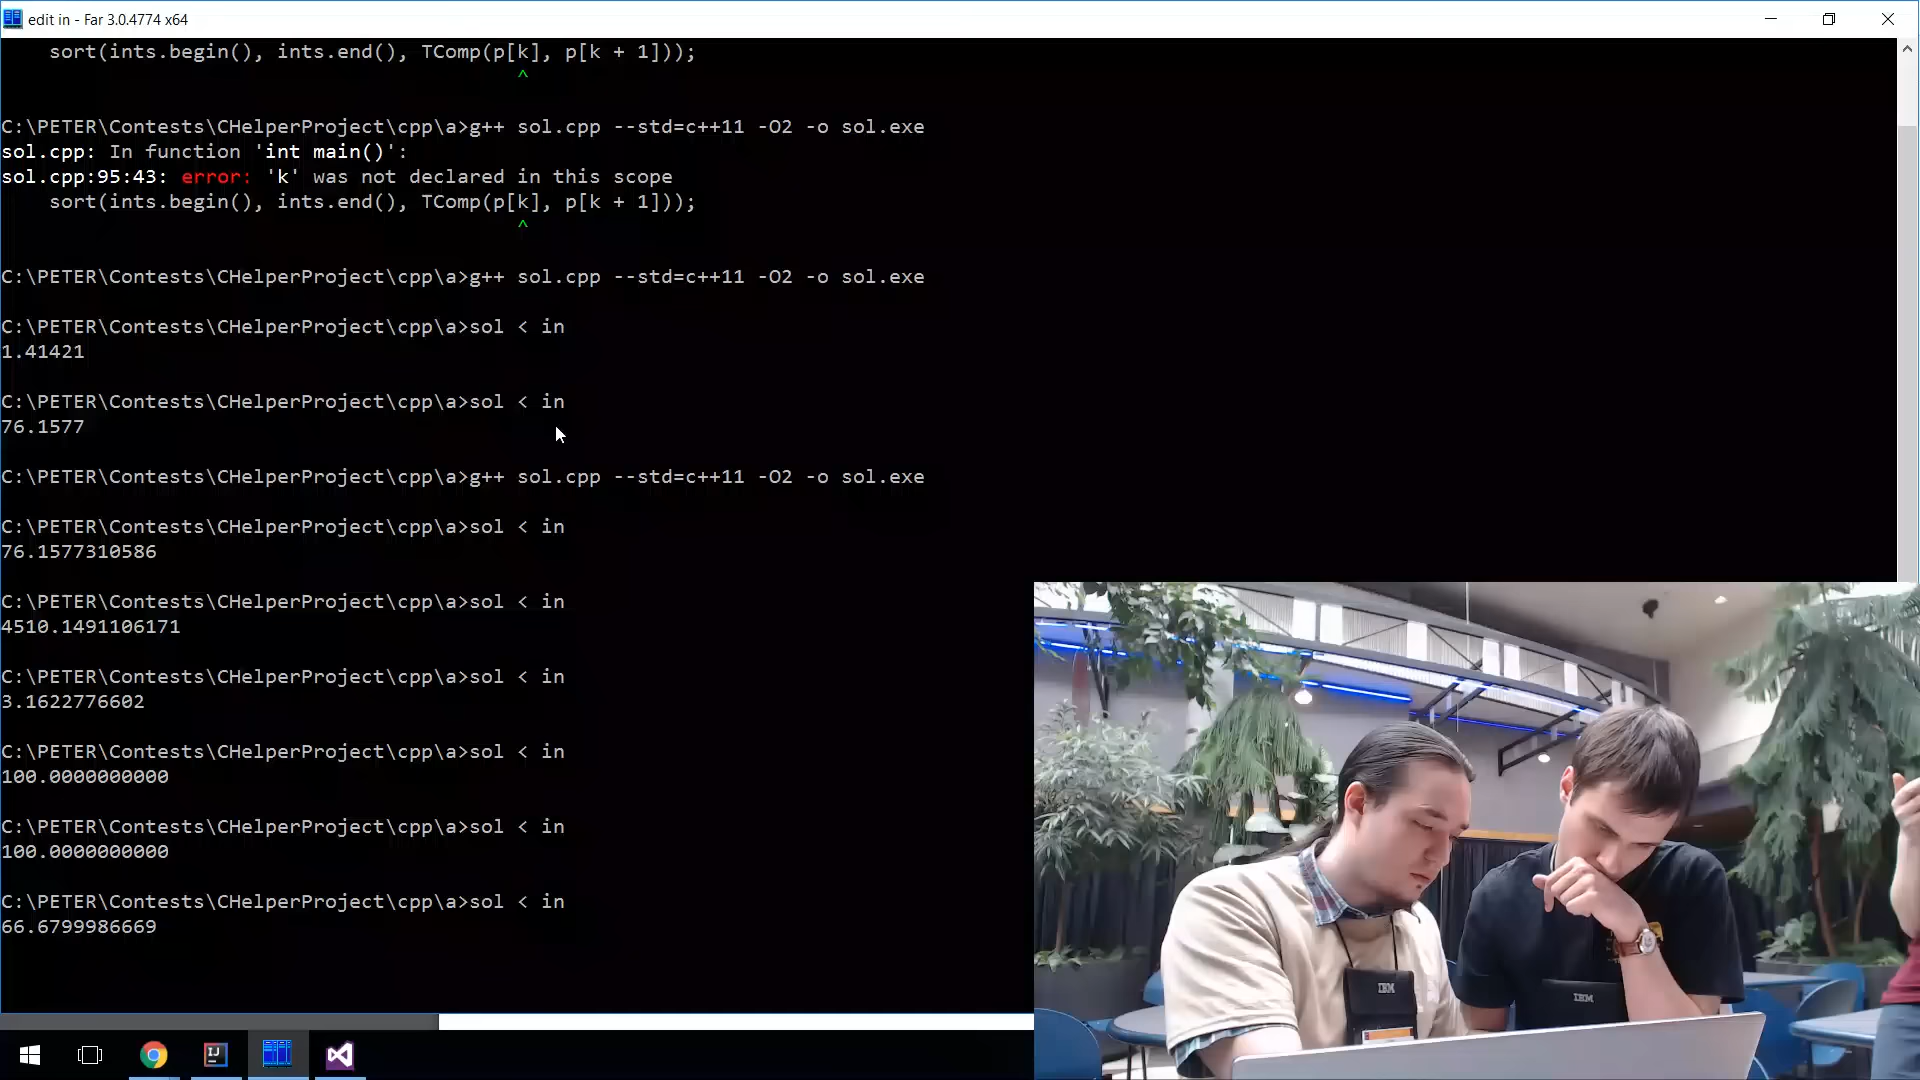 edit in - Far 3.0.4774 x64
sort(ints.begin(), ints.end(), TComp(p[k], p[k + 1]));
^
C:\PETER\Contests\CHelperProject\cpp\a>g++ sol.cpp --std=c++11 -O2 -o sol.exe
sol.cpp: In function 'int main()':
sol.cpp:95:43: error: 'k' was not declared in this scope
sort(ints.begin(), ints.end(), TComp(p[k], p[k + 1]));
^
C:\PETER\Contests\CHelperProject\cpp\a>g++ sol.cpp --std=c++11 -O2 -o sol.exe
C:\PETER\Contests\CHelperProject\cpp\a>sol < in
1.41421
C:\PETER\Contests\CHelperProject\cpp\a>sol < in
76.1577
C:\PETER\Contests\CHelperProject\cpp\a>g++ sol.cpp --std=c++11 -O2 -o sol.exe
C:\PETER\Contests\CHelperProject\cpp\a>sol < in
76.1577310586
C:\PETER\Contests\CHelperProject\cpp\a>sol < in
4510.1491106171
C:\PETER\Contests\CHelperProject\cpp\a>sol < in
3.1622776602
C:\PETER\Contests\CHelperProject\cpp\a>sol < in
100.0000000000
C:\PETER\Contests\CHelperProject\cpp\a>sol < in
100.0000000000
C:\PETER\Contests\CHelperProject\cpp\a>sol < in
66.6799986669
IBM
IBM
IJ